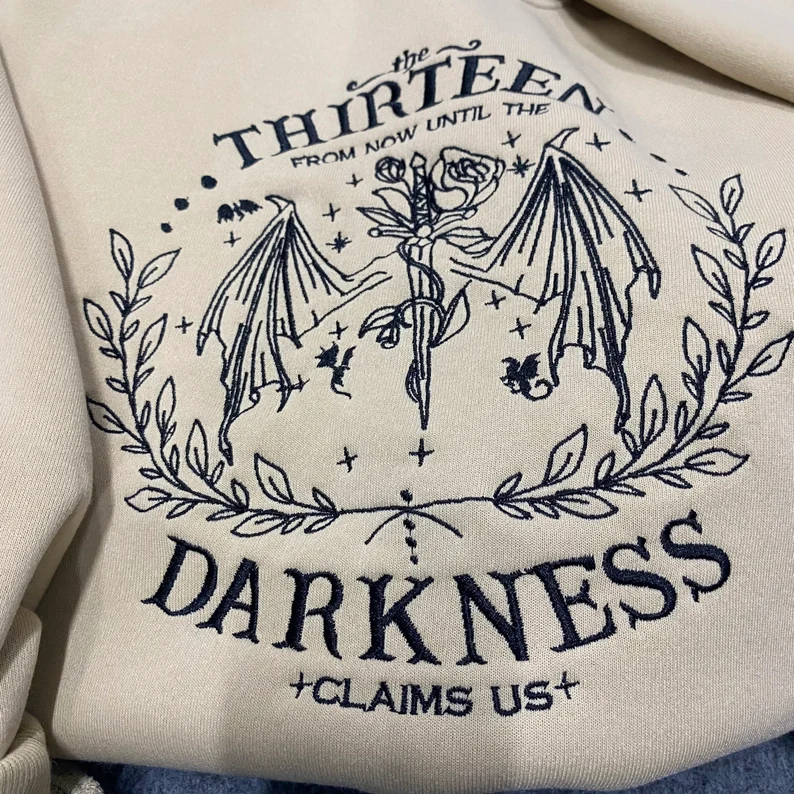 the
THIRTEEN
FROM NOW UNTIL THE
DARKNESS
CLAIMS US